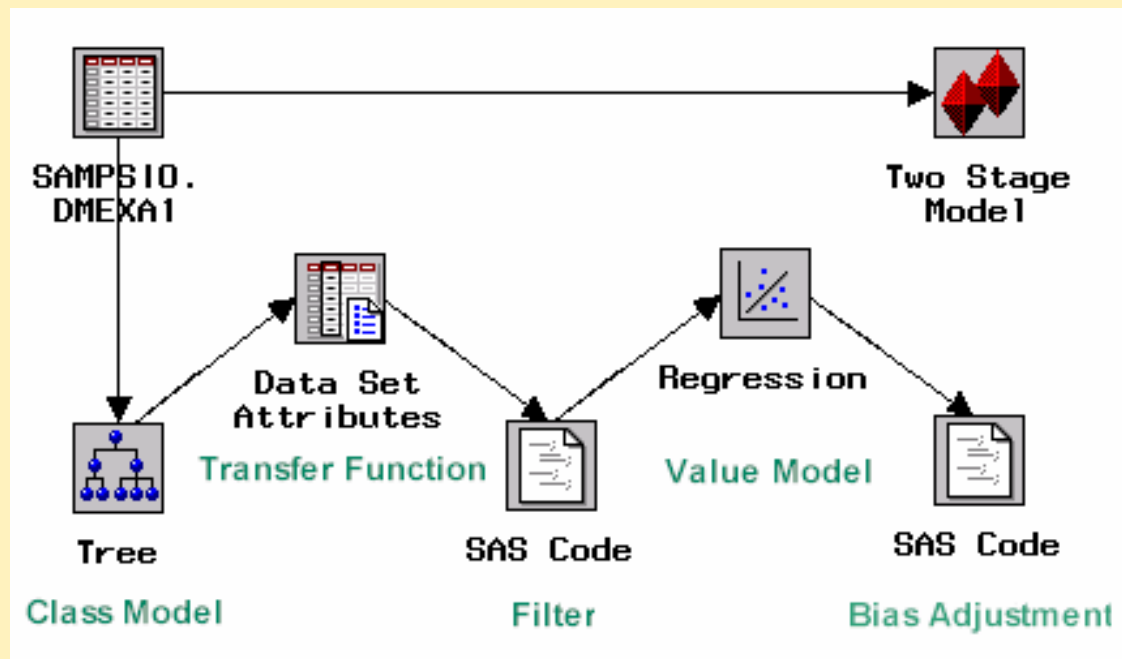 SAMPSIO.
DMEXA1
Two Stage
Model
Data Set
Attributes
Regression
Transfer Function
Value Model
Tree
SAS Code
SAS Code
Class Model
Filter
Bias Adjustment